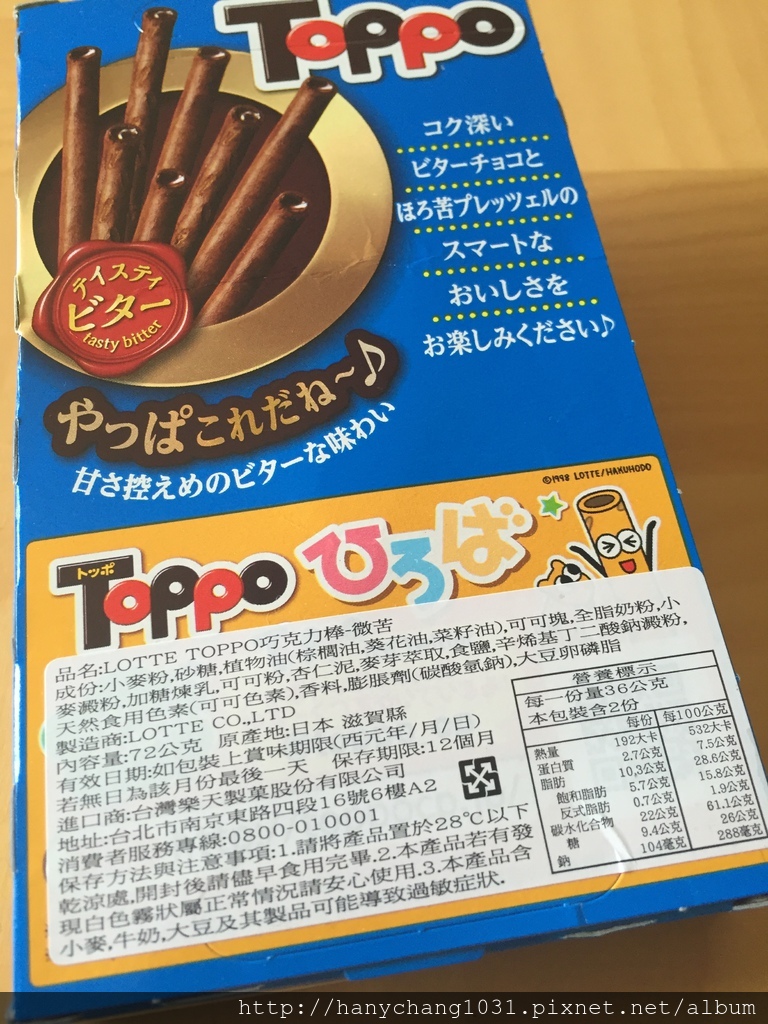 Toppo
コク深い
ビターチョコと
ほろ苦プレッツェルの
スマートな
おいしさを
お楽しみください♪
テイスティ
ビター
tasty bitter
やっぱこれだね～♪
甘さ控えめのビターな味わい
©1998 LOTTE/HAKUHODO
トッポ
Toppo ひろば
品名:LOTTE TOPPO巧克力棒-微苦
成份:小麥粉,砂糖,植物油(棕櫚油,葵花油,菜籽油),可可塊,全脂奶粉,小
麥澱粉,加糖煉乳,可可粉,杏仁泥,麥芽萃取,食鹽,辛烯基丁二酸鈉澱粉,
天然食用色素(可可色素),香料,膨脹劑(碳酸氫鈉),大豆卵磷脂
製造商:LOTTE CO.,LTD
內容量:72公克 原產地:日本 滋賀縣
有效日期:如包裝上賞味期限(西元年/月/日)
若無日為該月份最後一天 保存期限:12個月
進口商:台灣樂天製菓股份有限公司
地址:台北市南京東路四段16號6樓A2
消費者服務專線:0800-010001
保存方法與注意事項:1.請將產品置於28℃以下
乾涼處,開封後請儘早食用完畢.2.本產品若有發
現白色霧狀屬正常情況請安心使用.3.本產品含
小麥,牛奶,大豆及其製品可能導致過敏症狀.
營養標示
每一份量36公克
本包裝含2份
每份 每100公克
熱量 192大卡 532大卡
蛋白質 2.7公克 7.5公克
脂肪 10.3公克 28.6公克
飽和脂肪 5.7公克 15.8公克
反式脂肪 0.7公克 1.9公克
碳水化合物 22公克 61.1公克
糖 9.4公克 26公克
鈉 104毫克 288毫克
http://hanychang1031.pixnet.net/album